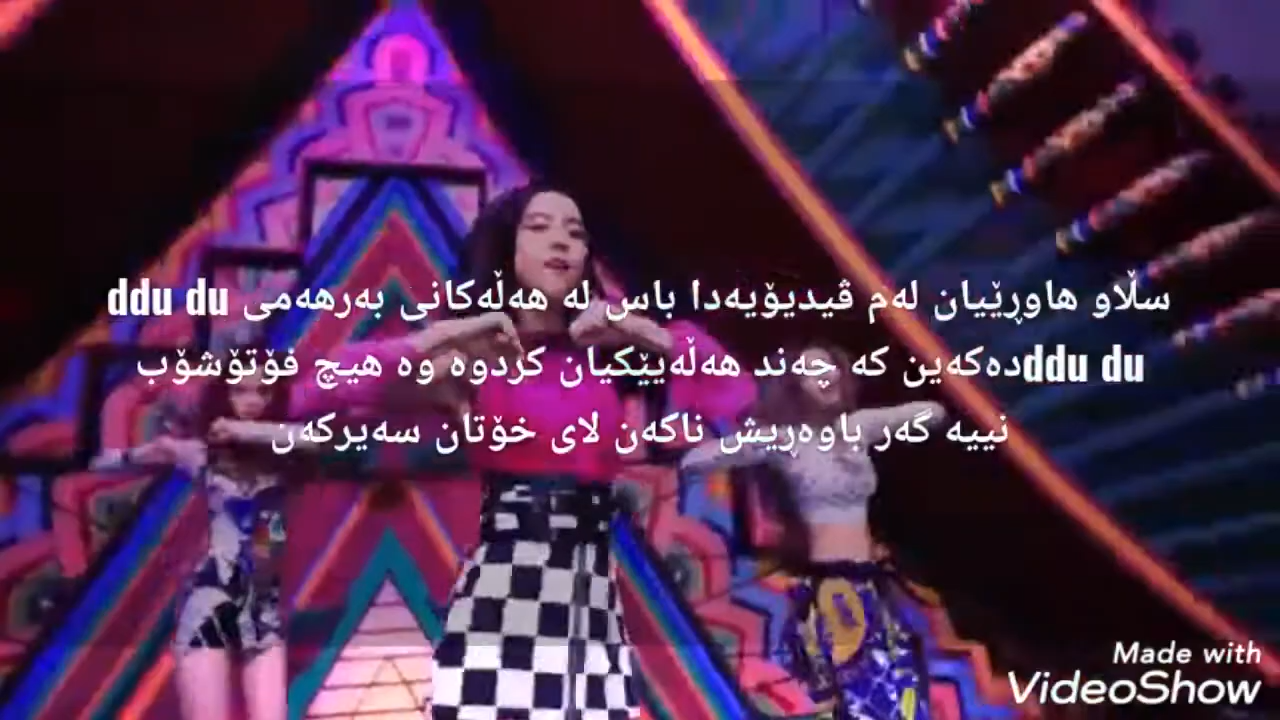 سڵاو هاوڕێیان لەم ڤیدیۆیەدا باس لە هەڵەکانی بەرهەمی ddu du
ddu duدەکەین کە چەند هەڵەیێکیان کردوە وە هیچ فۆتۆشۆب
نییە گەر باوەڕیش ناکەن لای خۆتان سەیرکەن
Made with
VideoShow